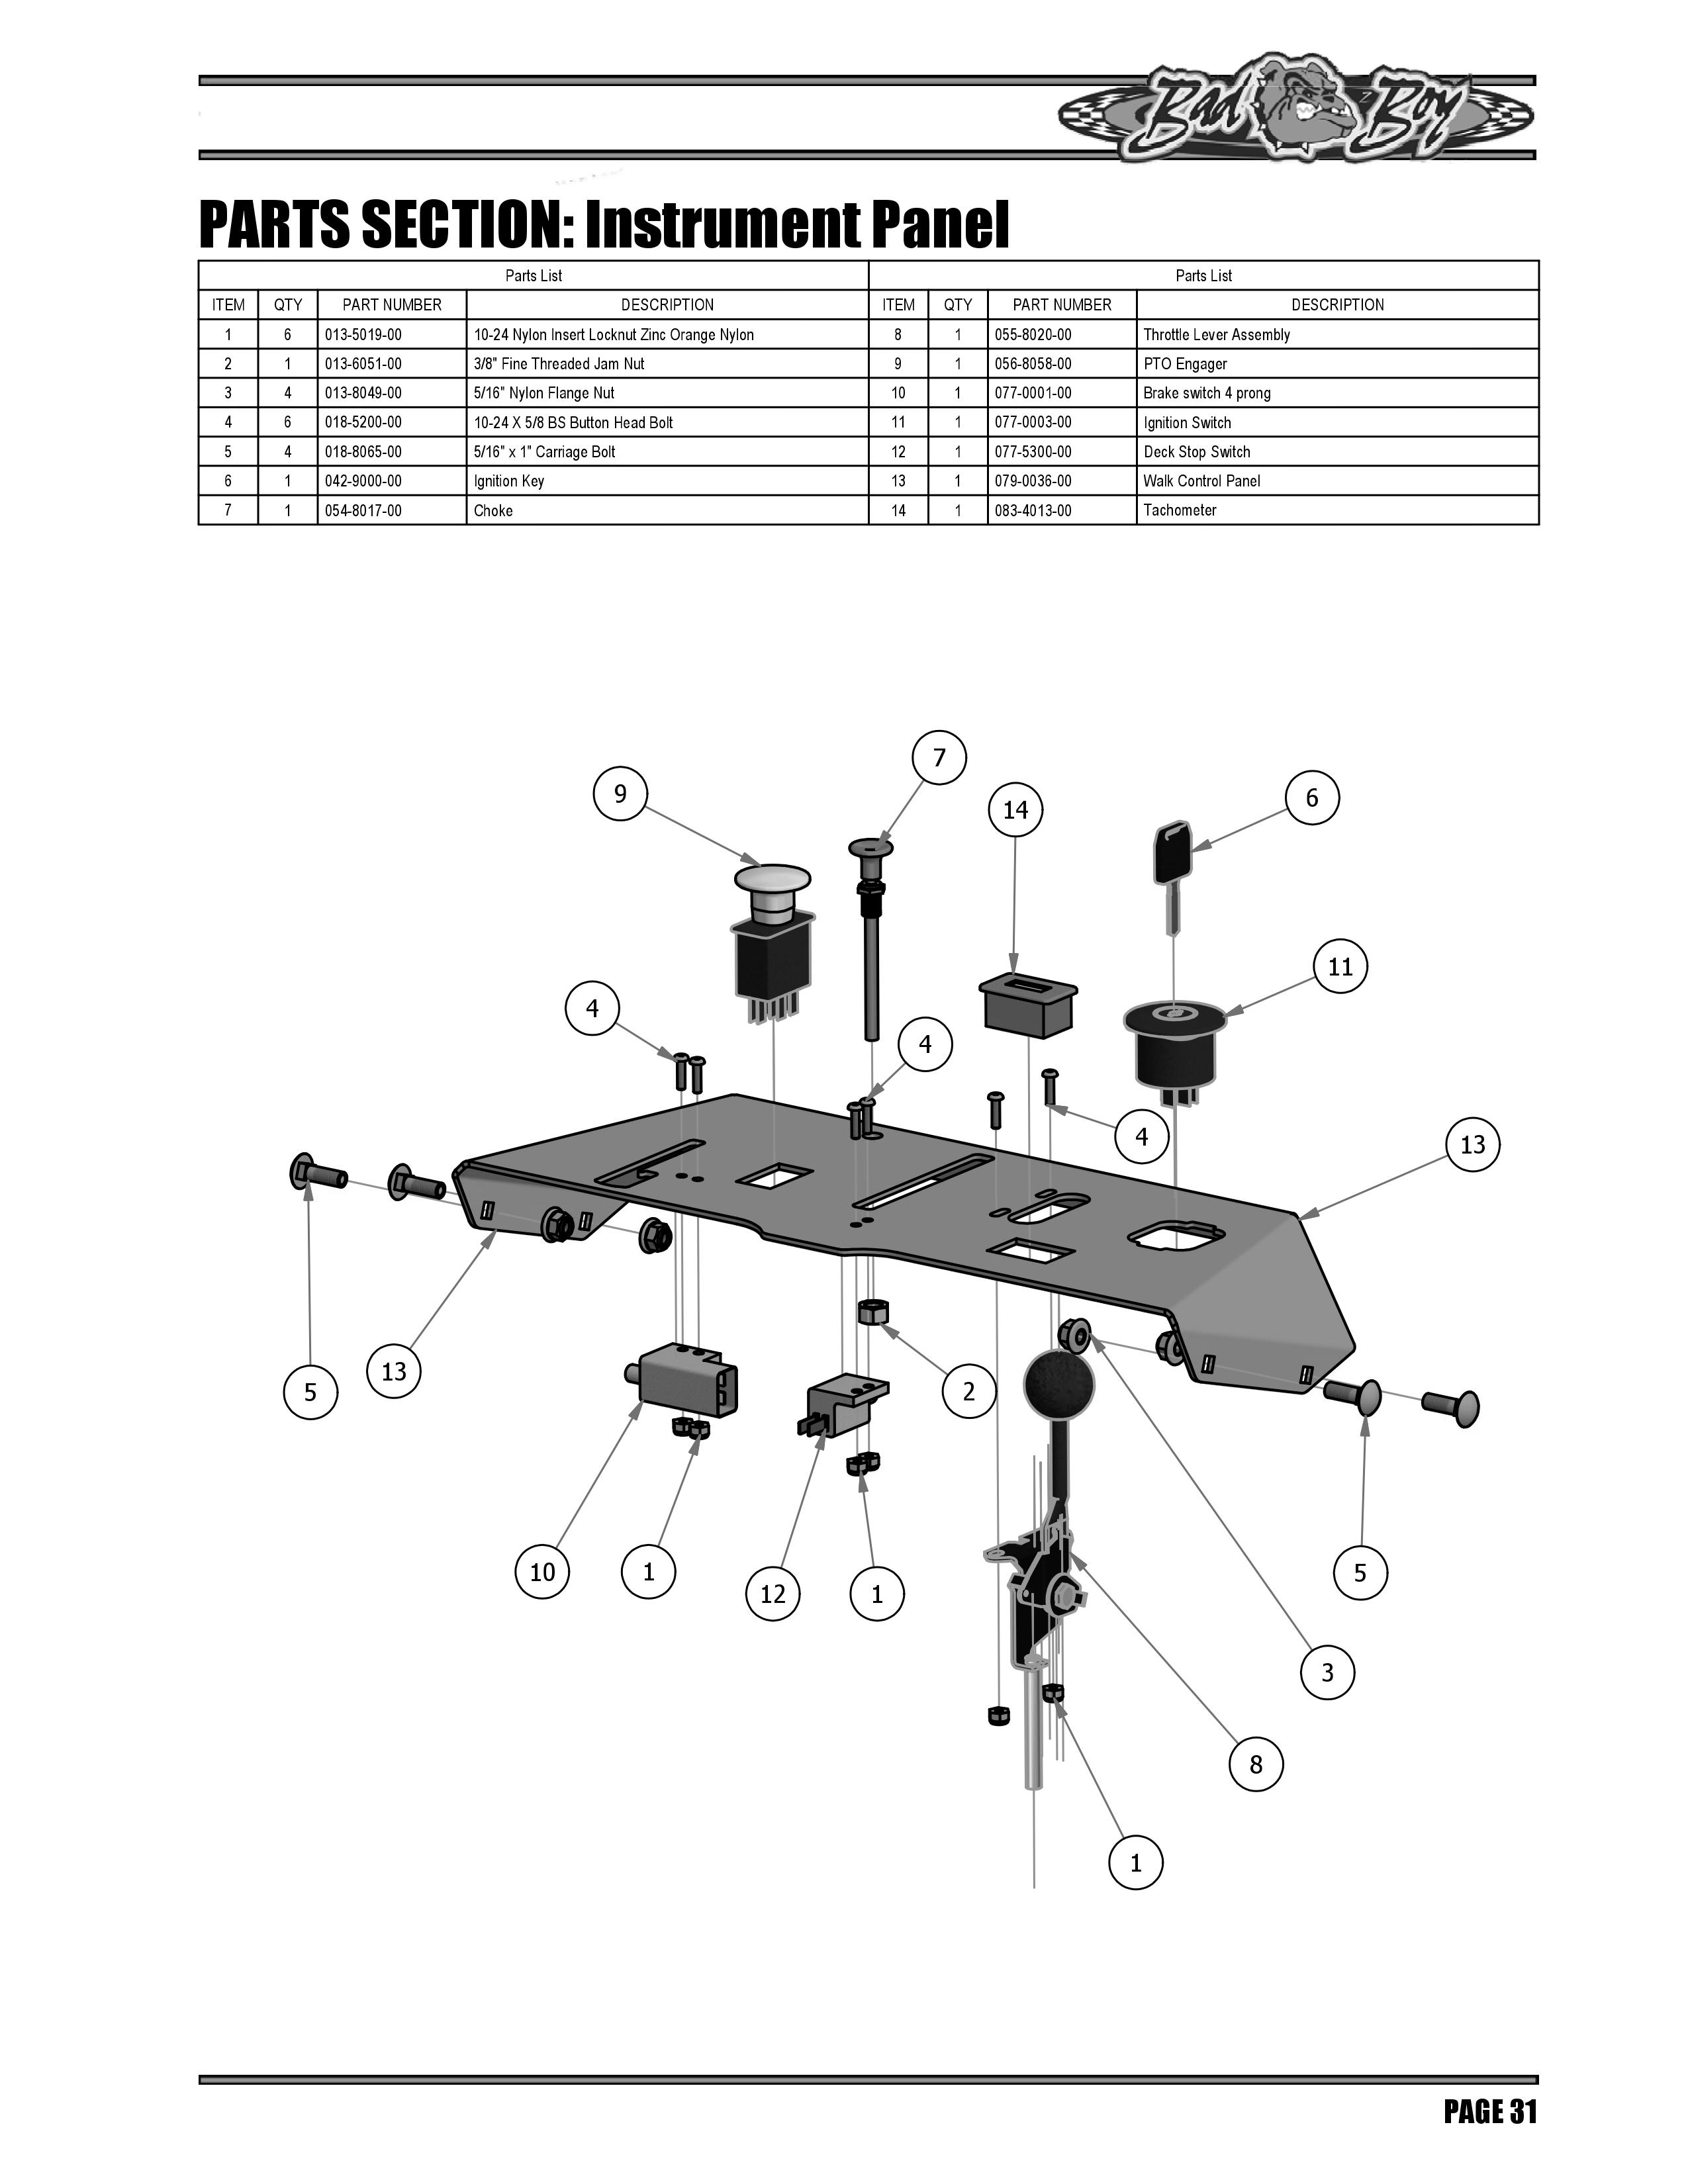 Bad Boy
Z
PARTS SECTION: Instrument Panel
Parts List Parts List
ITEM QTY PART NUMBER DESCRIPTION ITEM QTY PART NUMBER DESCRIPTION
1 6 013-5019-00 10-24 Nylon Insert Locknut Zinc Orange Nylon 8 1 055-8020-00 Throttle Lever Assembly
2 1 013-6051-00 3/8" Fine Threaded Jam Nut 9 1 056-8058-00 PTO Engager
3 4 013-8049-00 5/16" Nylon Flange Nut 10 1 077-0001-00 Brake switch 4 prong
4 6 018-5200-00 10-24 X 5/8 BS Button Head Bolt 11 1 077-0003-00 Ignition Switch
5 4 018-8065-00 5/16" x 1" Carriage Bolt 12 1 077-5300-00 Deck Stop Switch
6 1 042-9000-00 Ignition Key 13 1 079-0036-00 Walk Control Panel
7 1 054-8017-00 Choke 14 1 083-4013-00 Tachometer
7
9
6
14
11
4
4
4
13
13
5
2
10
1
12
1
5
3
8
1
PAGE 31